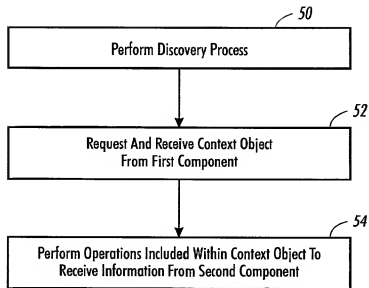 50
Perform Discovery Process
52
Request And Receive Context Object
From First Component
54
Perform Operations Included Within Context Object To
Receive Information From Second Component